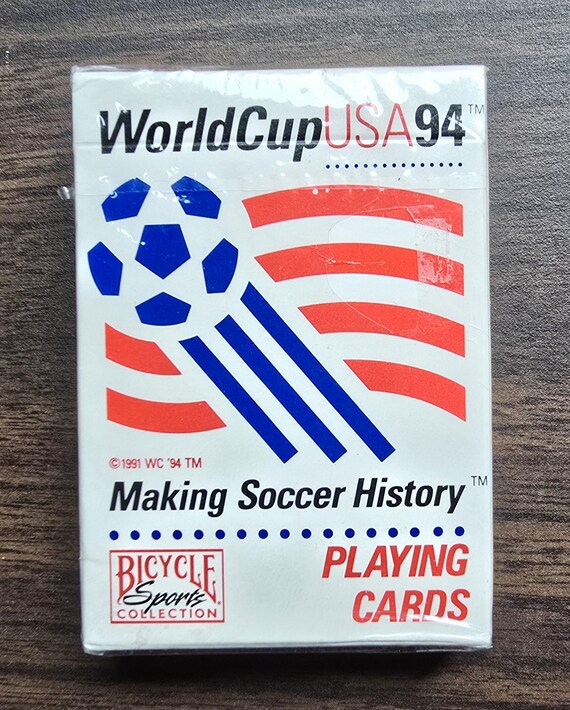 WorldCupUSA94™
©1991 WC '94 TM
Making Soccer History™
BICYCLE®
Sports
COLLECTION
PLAYING
CARDS